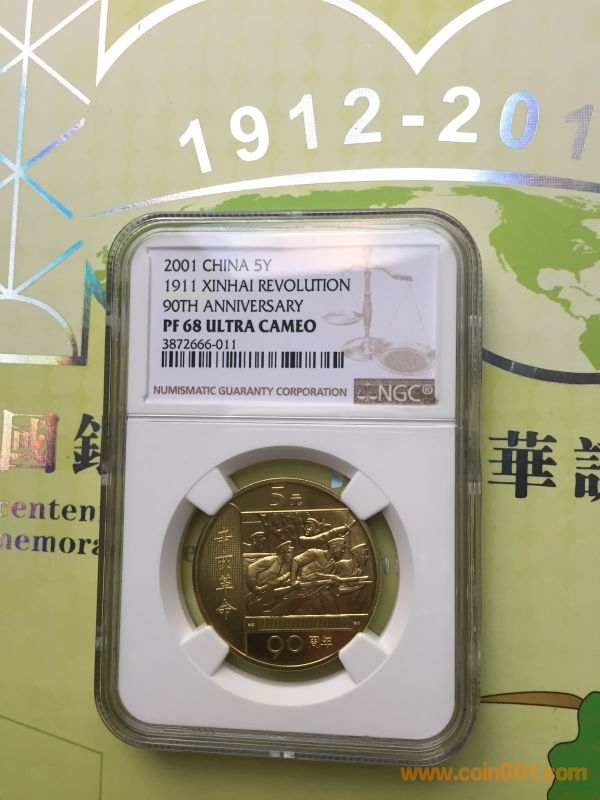 1912-201
2001 CHINA 5Y
1911 XINHAI REVOLUTION
90TH ANNIVERSARY
PF 68 ULTRA CAMEO
3872666-011
NUMISMATIC GUARANTY CORPORATION
NGC®
國 華
centen
memora
5元
辛亥革命
90周年
www.coin001.com